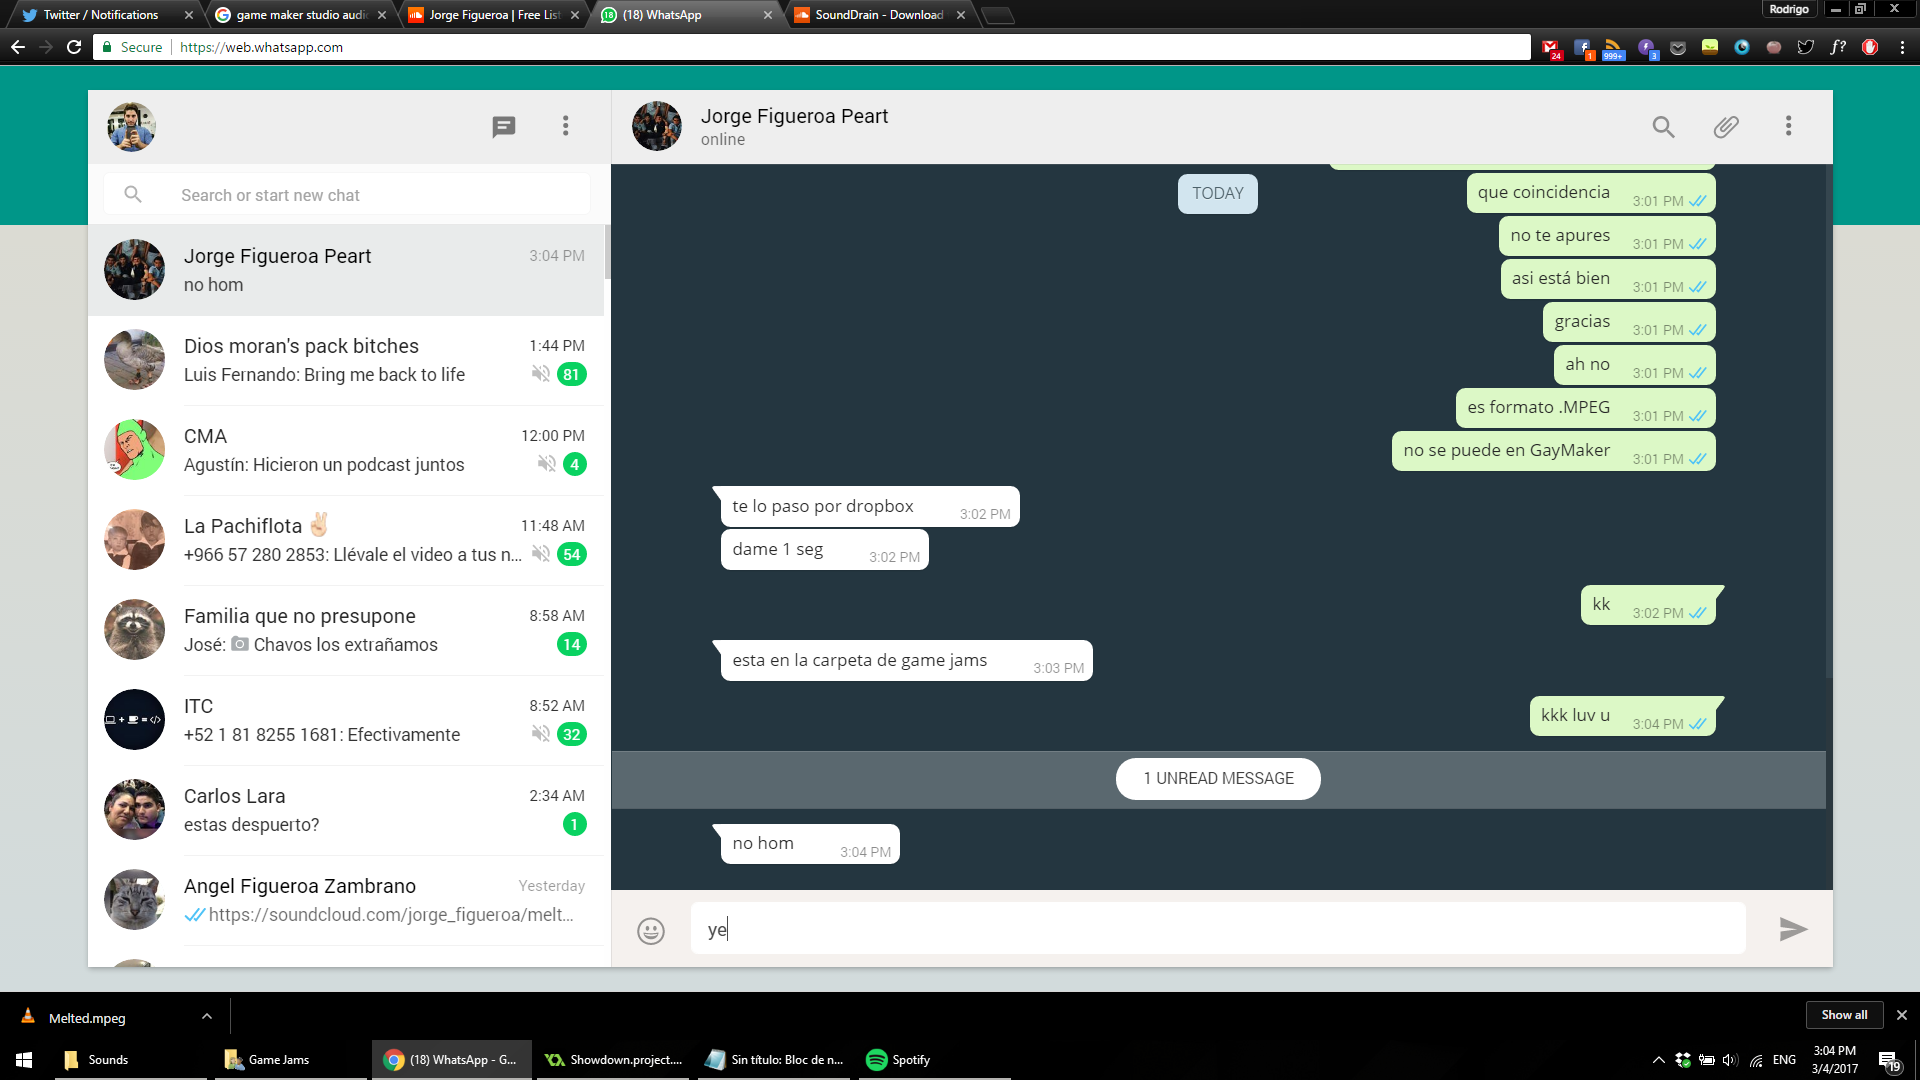 Twitter / Notifications
game maker studio audi
Jorge Figueroa | Free Lis
(18) WhatsApp
SoundDrain - Download
Rodrigo
Secure
https://web.whatsapp.com
24
1
999+
3
f?
Jorge Figueroa Peart
online
Search or start new chat
Jorge Figueroa Peart
3:04 PM
no hom
Dios moran's pack bitches
1:44 PM
Luis Fernando: Bring me back to life
81
CMA
12:00 PM
Agustín: Hicieron un podcast juntos
4
La Pachiflota ✌🏻
11:48 AM
+966 57 280 2853: Llévale el video a tus n...
54
Familia que no presupone
8:58 AM
José: 📷 Chavos los extrañamos
14
ITC
8:52 AM
+52 1 81 8255 1681: Efectivamente
32
Carlos Lara
2:34 AM
estas despuerto?
1
Angel Figueroa Zambrano
Yesterday
https://soundcloud.com/jorge_figueroa/melt...
TODAY
que coincidencia 3:01 PM
no te apures 3:01 PM
asi está bien 3:01 PM
gracias 3:01 PM
ah no 3:01 PM
es formato .MPEG 3:01 PM
no se puede en GayMaker 3:01 PM
te lo paso por dropbox 3:02 PM
dame 1 seg 3:02 PM
kk 3:02 PM
esta en la carpeta de game jams 3:03 PM
kkk luv u 3:04 PM
1 UNREAD MESSAGE
no hom 3:04 PM
ye
Melted.mpeg
Show all
Sounds
Game Jams
(18) WhatsApp - G...
Showdown.project....
Sin título: Bloc de n...
Spotify
ENG
3:04 PM
3/4/2017
19